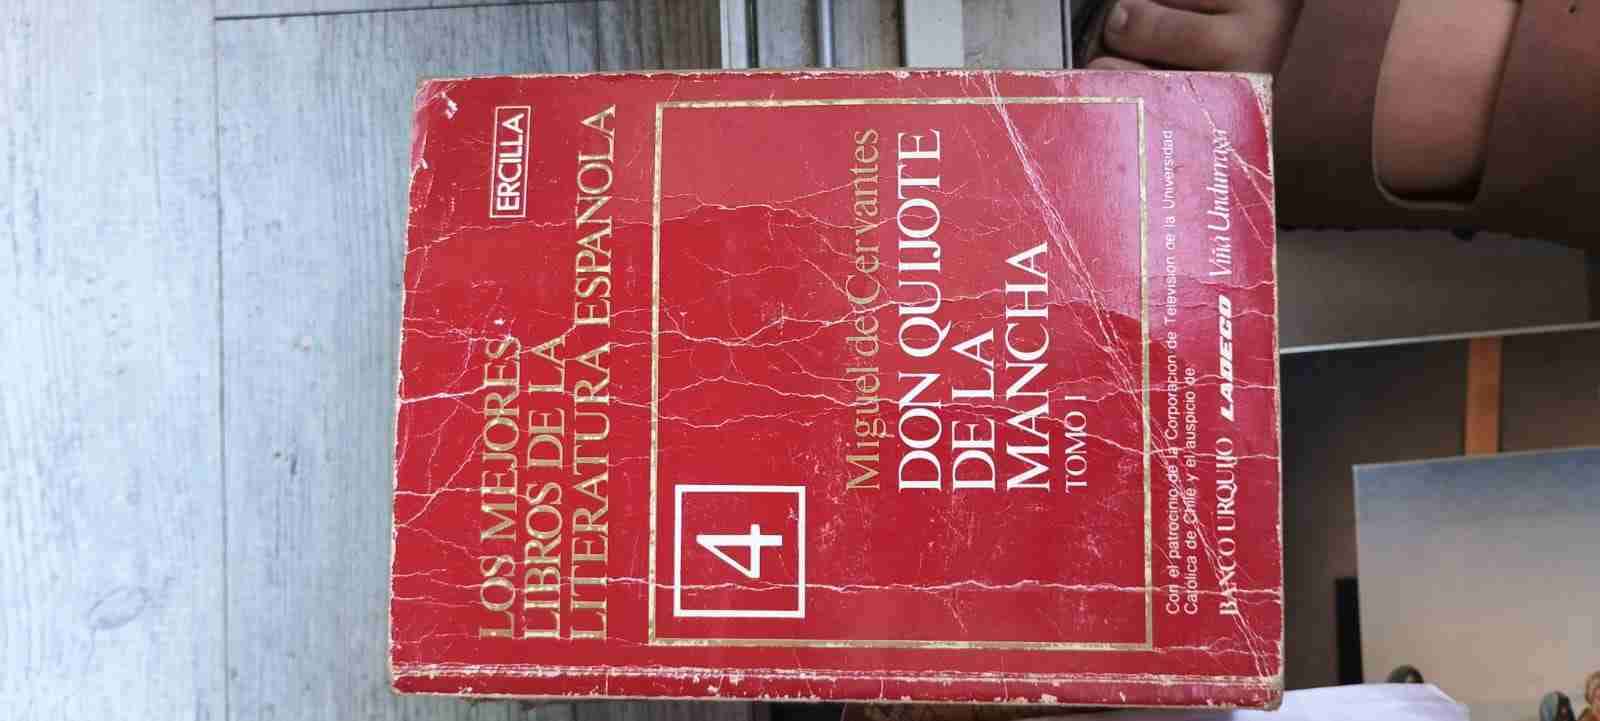 ERCILLA
LOS MEJORES
LIBROS DE LA
LITERATURA ESPAÑOLA
4
Miguel de Cervantes
DON QUIJOTE
DE LA
MANCHA
TOMO I
Con el patrocinio de la Corporación de Televisión de la Universidad
Católica de Chile y el auspicio de
BANCO URQUIJO LADECO Viña Undurraga